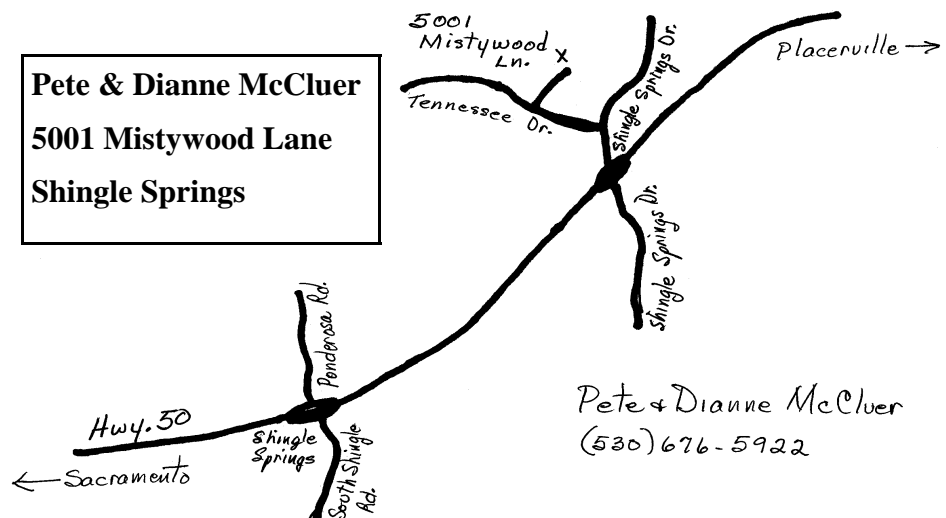 Pete & Dianne McCluer
5001 Mistywood Lane
Shingle Springs
5001
Mistywood
Ln.
X
Tennessee Dr.
Shingle Springs Dr.
Placerville →
Shingle Springs Dr.
Ponderosa Rd.
Hwy. 50
Shingle
Springs
South Shingle
Rd.
← Sacramento
Pete & Dianne McCluer
(530) 676-5922